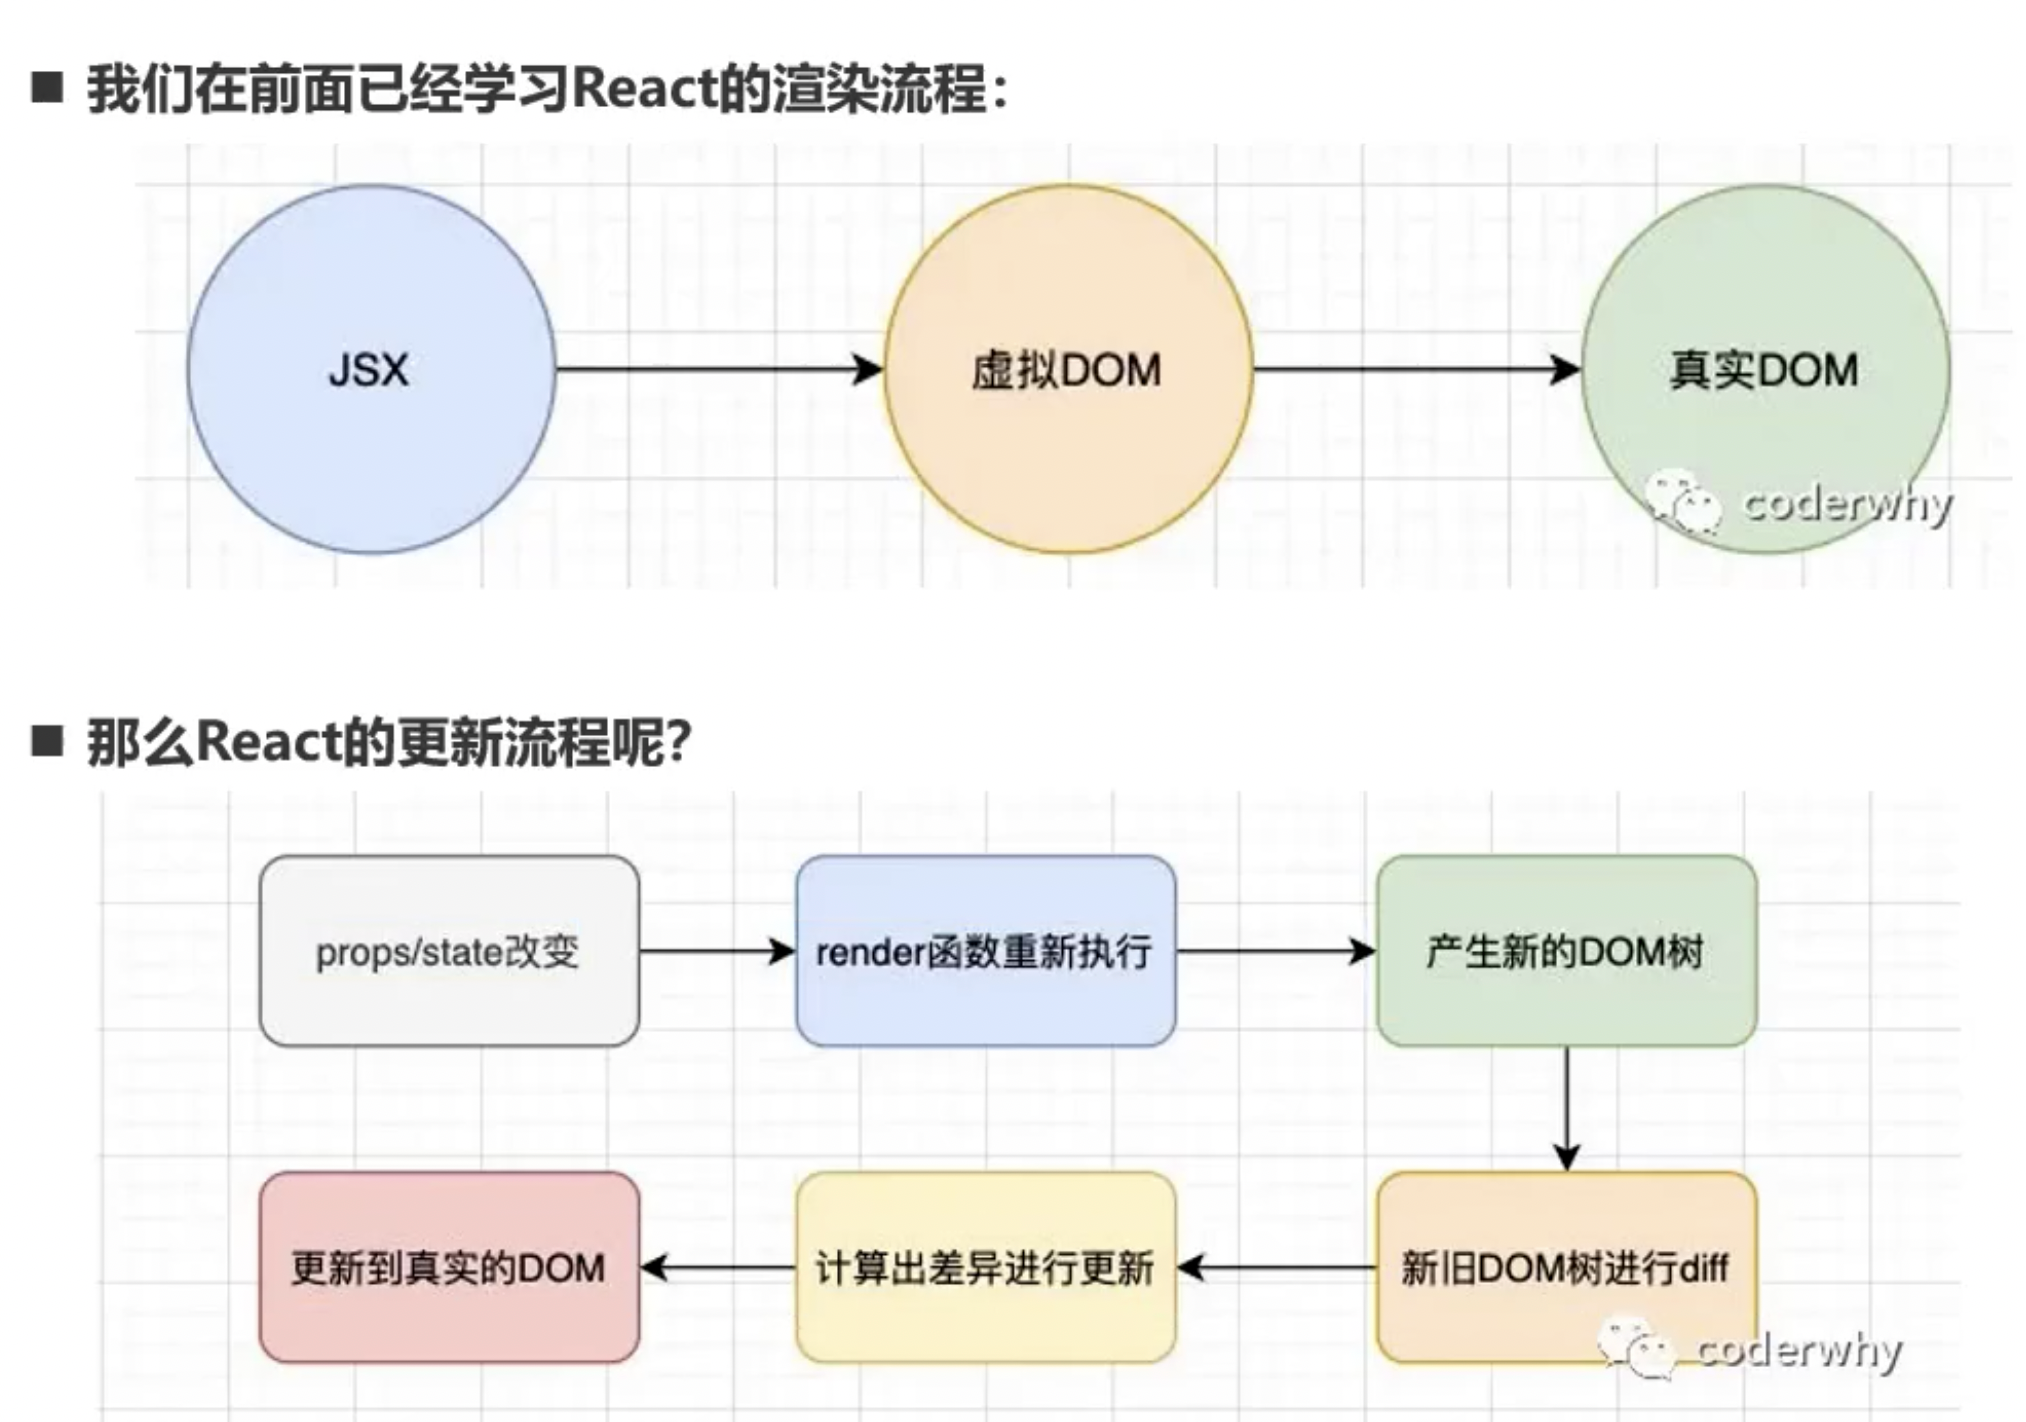 我们在前面已经学习React的渲染流程：
JSX
虚拟DOM
真实DOM
coderwhy
那么React的更新流程呢？
props/state改变
render函数重新执行
产生新的DOM树
更新到真实的DOM
计算出差异进行更新
新旧DOM树进行diff
coderwhy